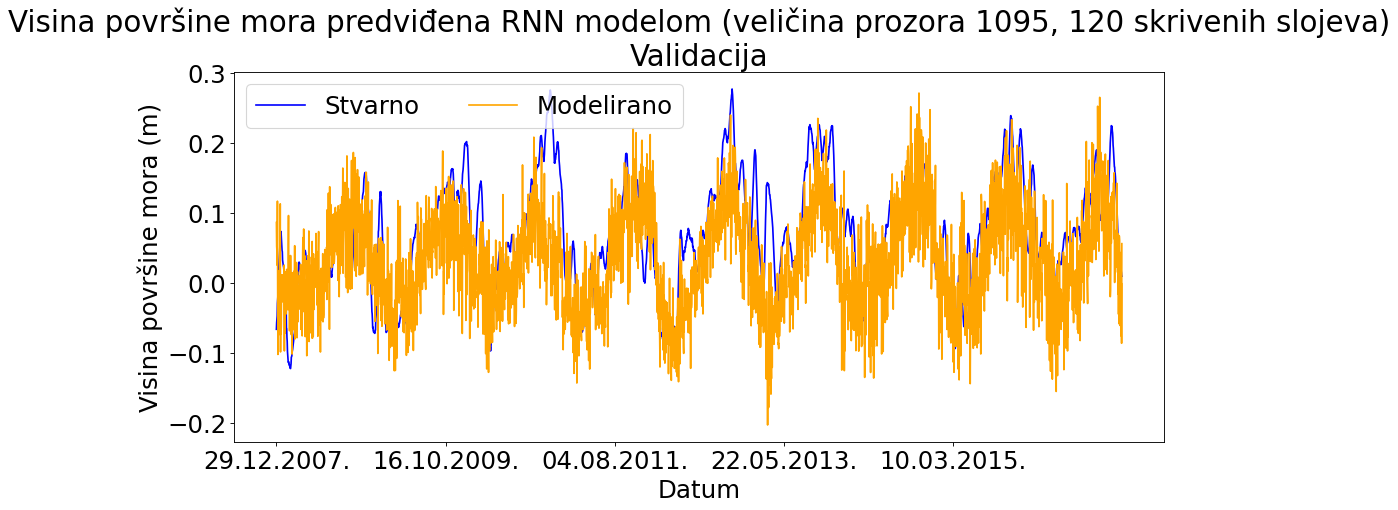 Visina površine mora predviđena RNN modelom (veličina prozora 1095, 120 skrivenih slojeva)
Validacija
Stvarno Modelirano
Visina površine mora (m)
0.3
0.2
0.1
0.0
−0.1
−0.2
29.12.2007. 16.10.2009. 04.08.2011. 22.05.2013. 10.03.2015.
Datum